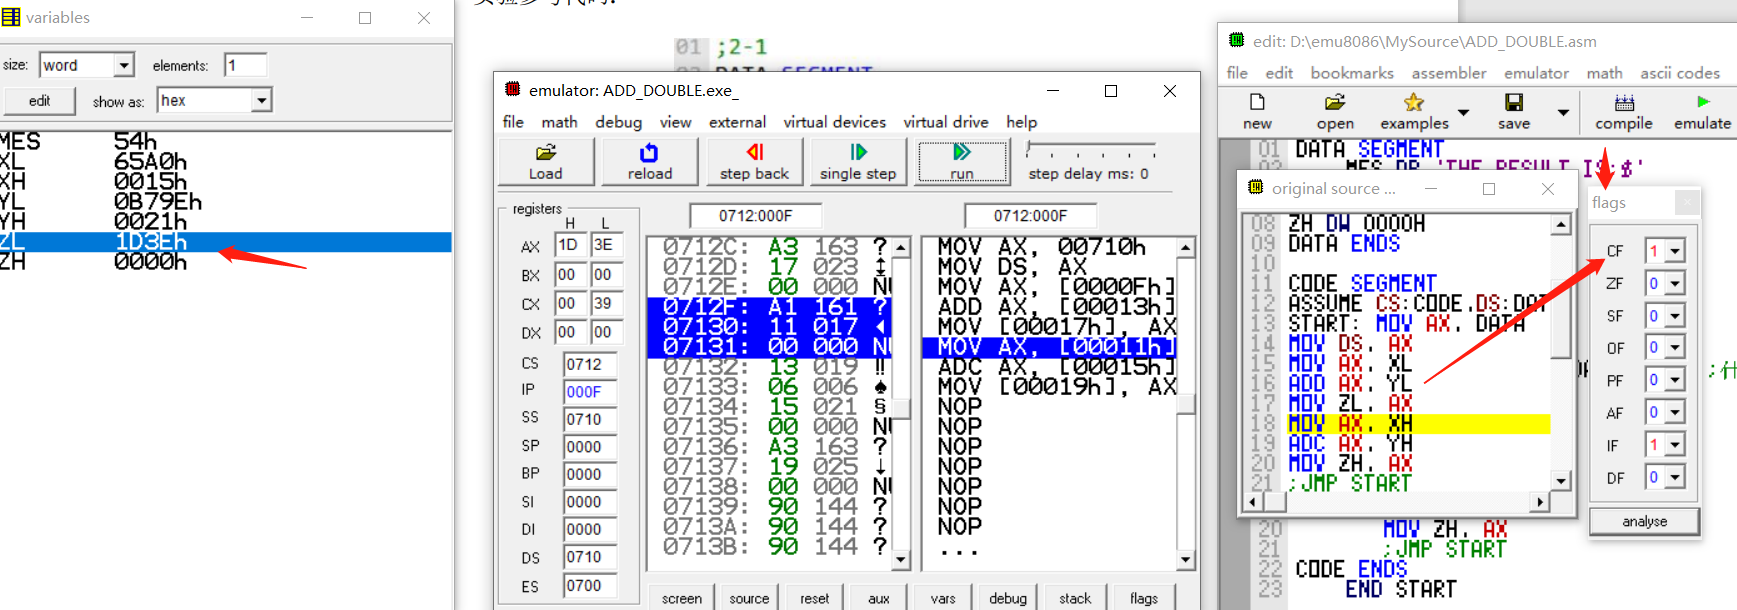 variables
size: word elements: 1
edit show as: hex
MES 54h
XL 65A0h
XH 0015h
YL 0B79Eh
YH 0021h
ZL 1D3Eh
ZH 0000h
01 ;2-1
emulator: ADD_DOUBLE.exe_
file math debug view external virtual devices virtual drive help
Load reload step back single step run step delay ms: 0
registers
H L
AX 1D 3E
BX 00 00
CX 00 39
DX 00 00
CS 0712
IP 000F
SS 0710
SP 0000
BP 0000
SI 0000
DI 0000
DS 0710
ES 0700
0712:000F
0712C: A3 163 ?
0712D: 17 023 ↨
0712E: 00 000 NU
0712F: A1 161 ?
07130: 11 017 ◄
07131: 00 000 NU
07132: 13 019 ‼
07133: 06 006 ♠
07134: 15 021 §
07135: 00 000 NU
07136: A3 163 ?
07137: 19 025 ↓
07138: 00 000 NU
07139: 90 144 ?
0713A: 90 144 ?
0713B: 90 144 ?
0712:000F
MOV AX, 00710h
MOV DS, AX
MOV AX, [0000Fh]
ADD AX, [00013h]
MOV [00017h], AX
MOV AX, [00011h]
ADC AX, [00015h]
MOV [00019h], AX
NOP
NOP
NOP
NOP
NOP
NOP
NOP
...
screen source reset aux vars debug stack flags
edit: D:\emu8086\MySource\ADD_DOUBLE.asm
file edit bookmarks assembler emulator math ascii codes
new open examples save compile emulate
01 DATA SEGMENT
MES DB 'THE RESULT IS:$'
original source ...
08 ZH DW 0000H
09 DATA ENDS
10
11 CODE SEGMENT
12 ASSUME CS:CODE,DS:DAT
13 START: MOV AX, DATA
14 MOV DS, AX
15 MOV AX, XL
16 ADD AX, YL
17 MOV ZL, AX
18 MOV AX, XH
19 ADC AX, YH
20 MOV ZH, AX
21 ;JMP START
flags
CF 1
ZF 0
SF 0
OF 0
PF 0
AF 0
IF 1
DF 0
analyse
20 MOV ZH, AX
21 ;JMP START
22 CODE ENDS
23 END START